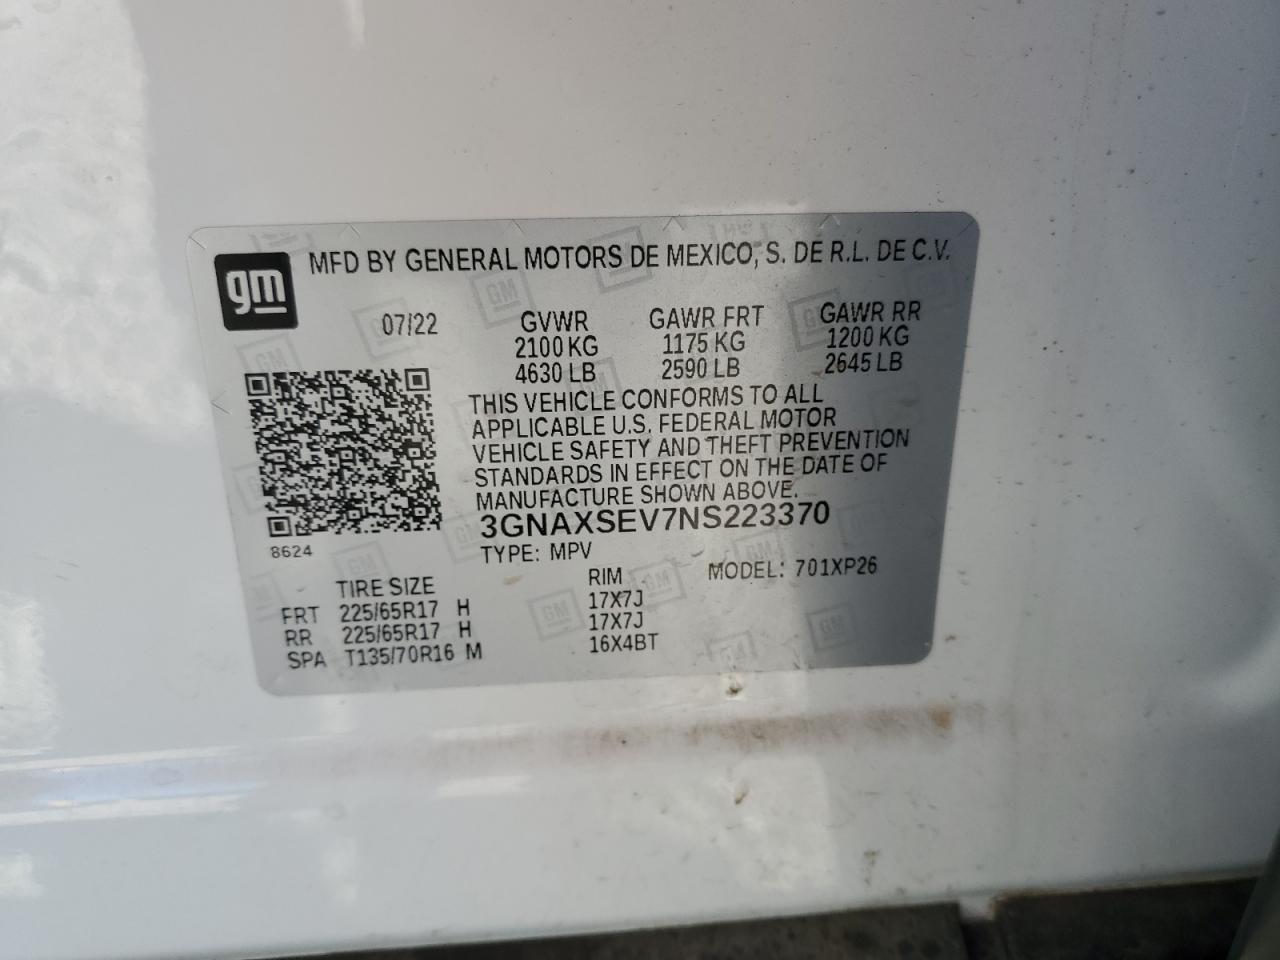 gm
MFD BY GENERAL MOTORS DE MEXICO, S. DE R.L. DE C.V.
07/22 GVWR GAWR FRT GAWR RR
2100 KG 1175 KG 1200 KG
4630 LB 2590 LB 2645 LB
THIS VEHICLE CONFORMS TO ALL
APPLICABLE U.S. FEDERAL MOTOR
VEHICLE SAFETY AND THEFT PREVENTION
STANDARDS IN EFFECT ON THE DATE OF
MANUFACTURE SHOWN ABOVE.
3GNAXSEV7NS223370
8624
TYPE: MPV MODEL: 701XP26
TIRE SIZE RIM
FRT 225/65R17 H 17X7J
RR 225/65R17 H 17X7J
SPA T135/70R16 M 16X4BT